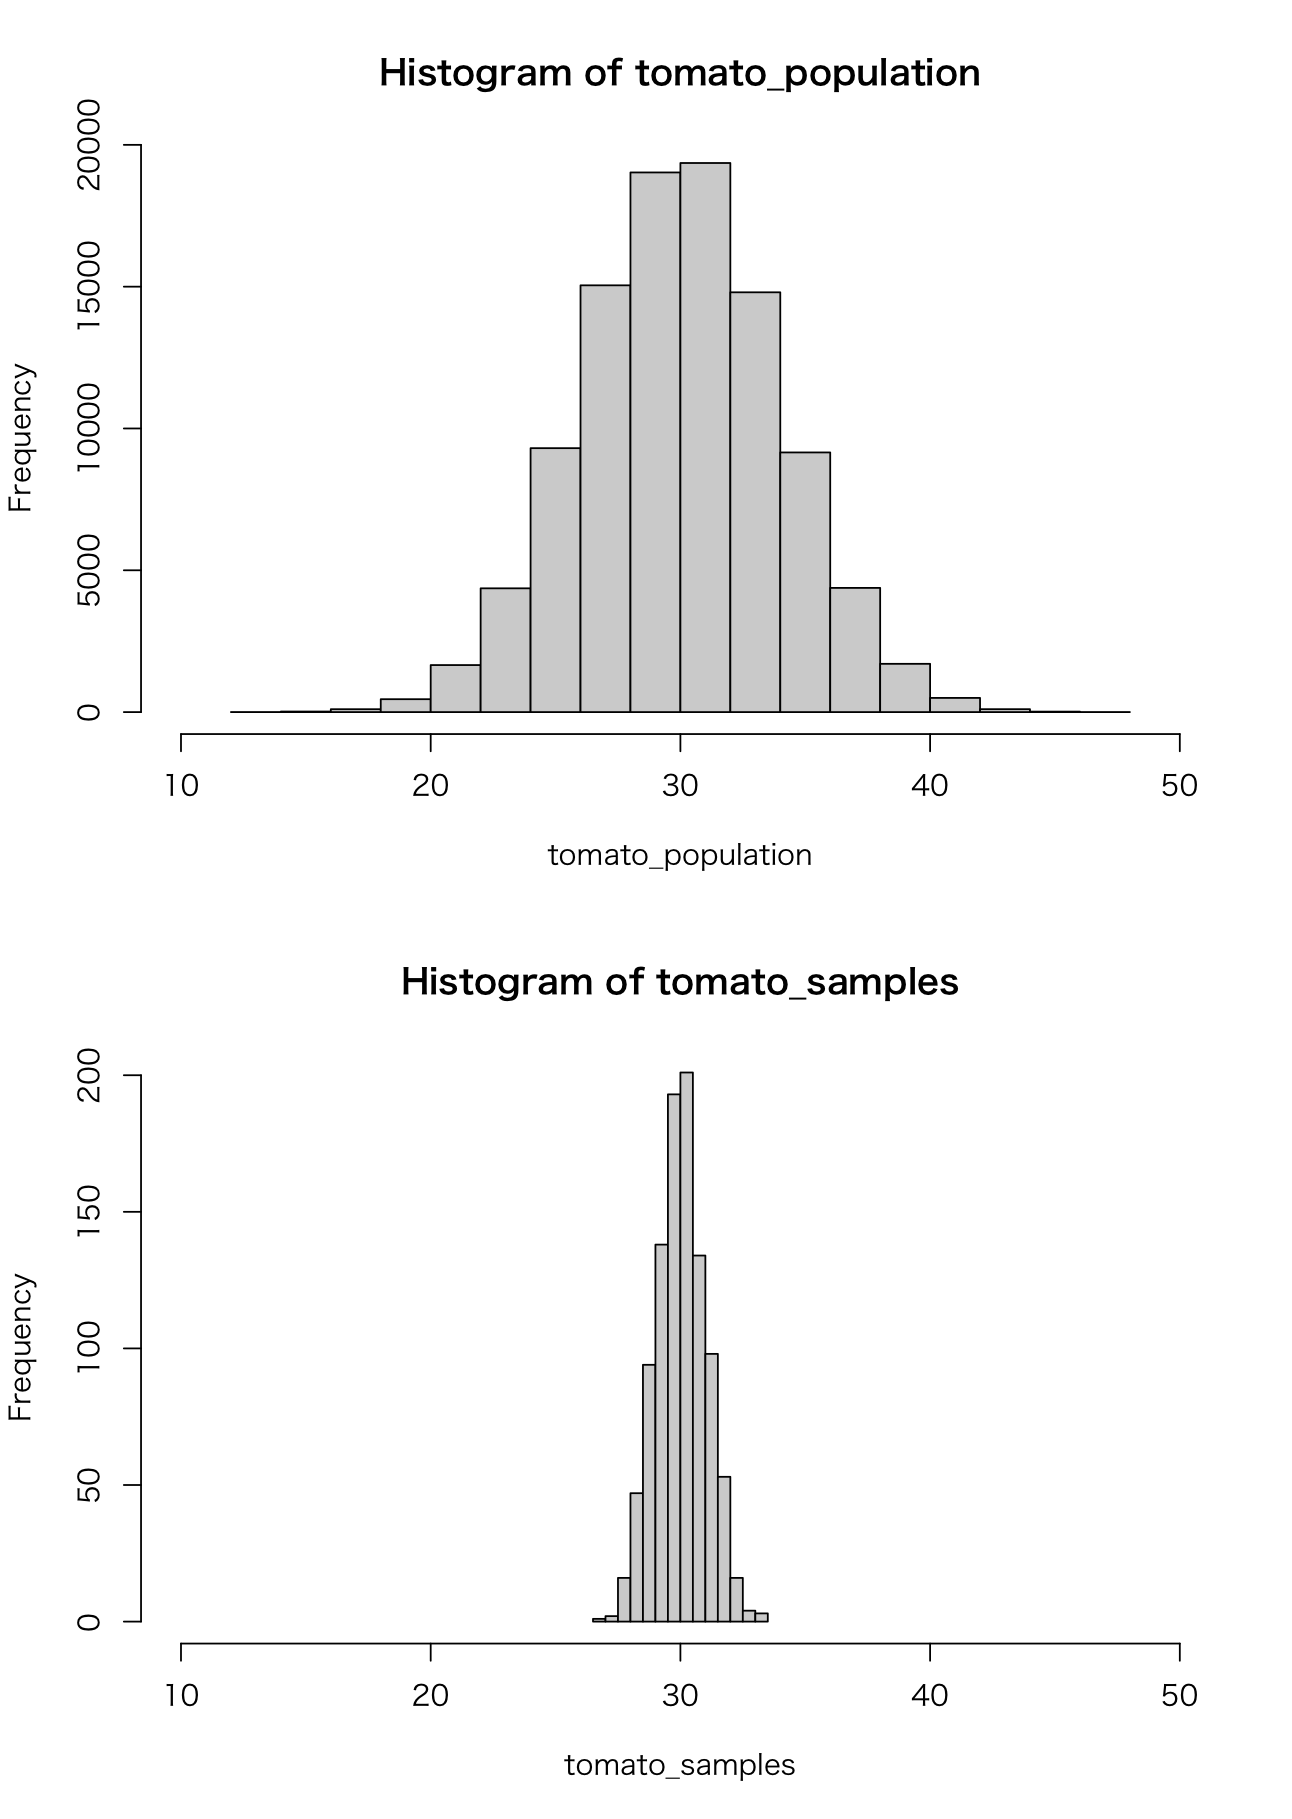 Histogram of tomato_population
Frequency
20000
15000
10000
5000
0
10 20 30 40 50
tomato_population
Histogram of tomato_samples
Frequency
200
150
100
50
0
10 20 30 40 50
tomato_samples